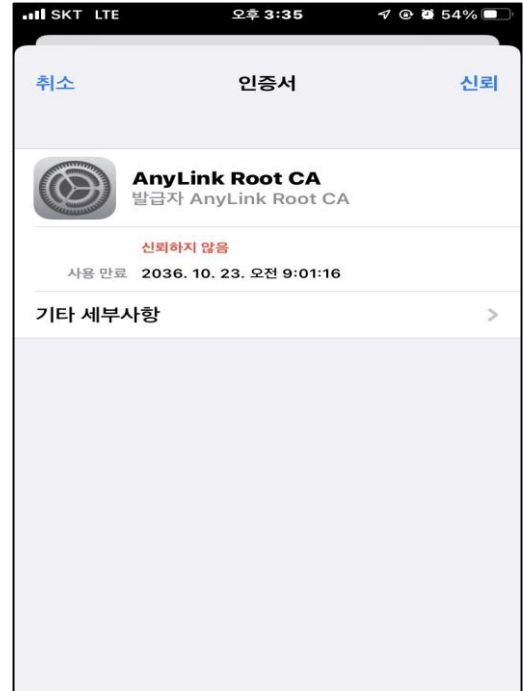 SKT LTE 오후 3:35 54%
취소 인증서 신뢰
AnyLink Root CA
발급자 AnyLink Root CA
신뢰하지 않음
사용 만료 2036. 10. 23. 오전 9:01:16
기타 세부사항